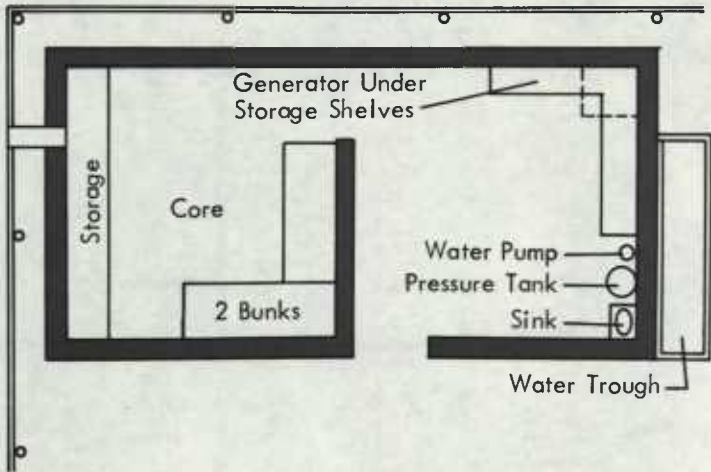 Generator Under
Storage Shelves
Storage
Core
Water Pump
Pressure Tank
2 Bunks
Sink
Water Trough